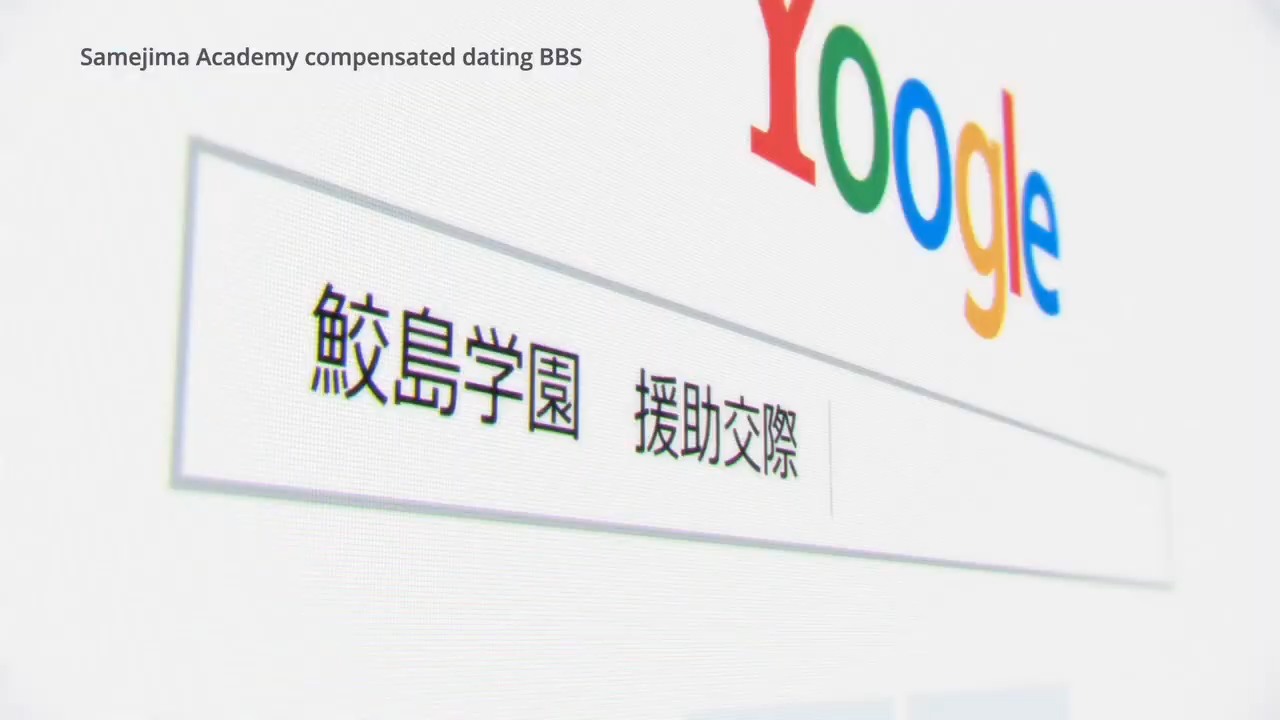 Samejima Academy compensated dating BBS
Yoogle
鮫島学園　援助交際